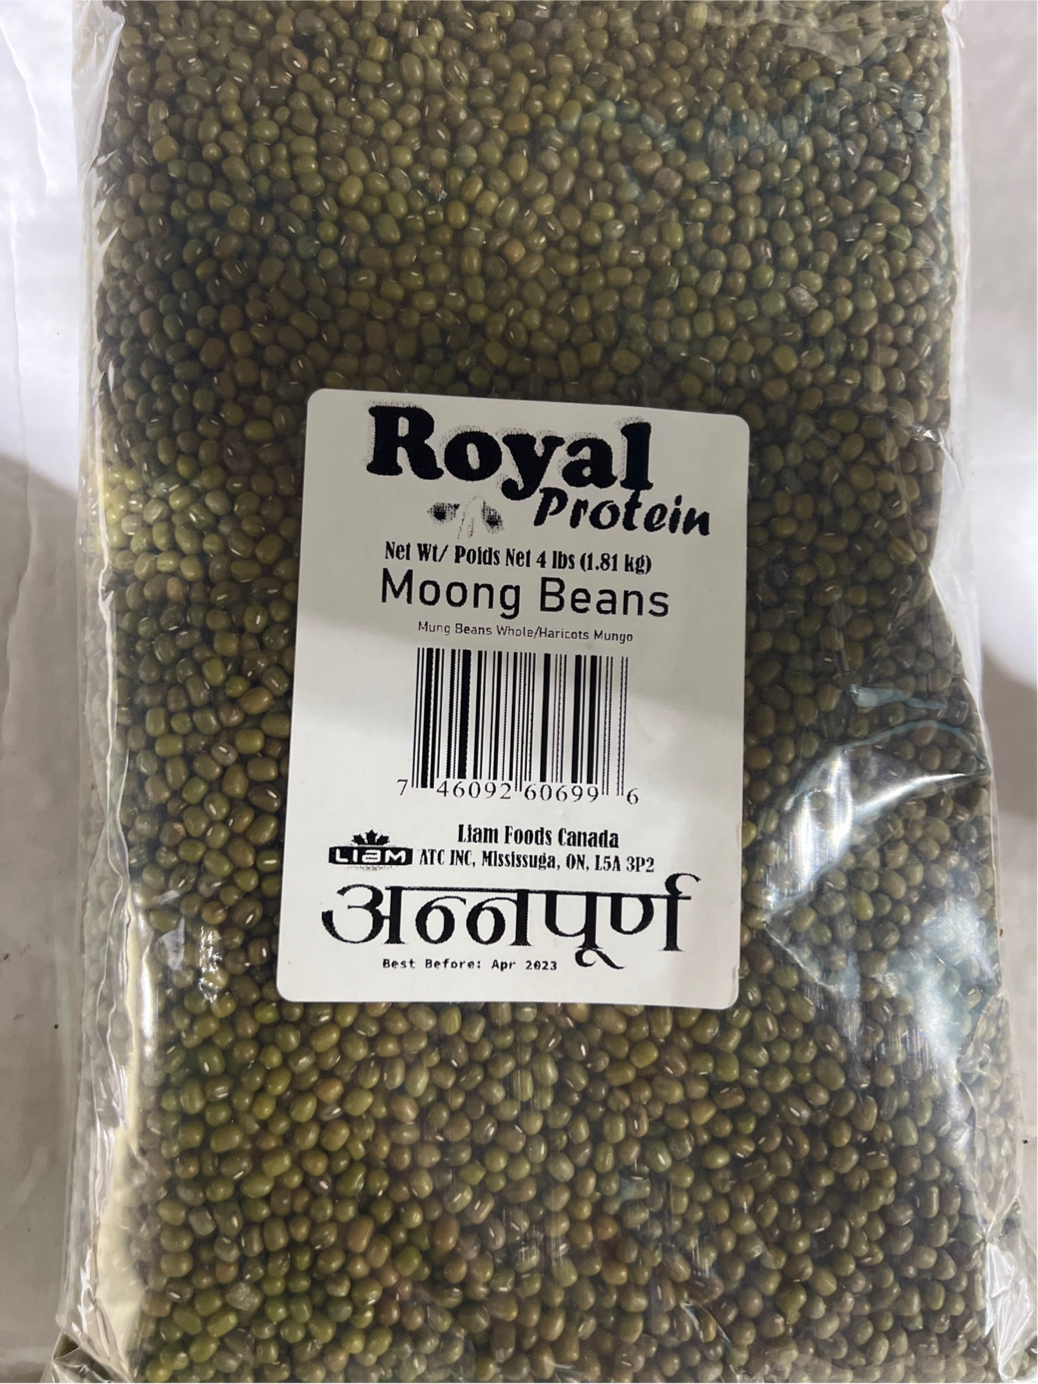 Royal
Protein
Net Wt/ Poids Net 4 lbs (1.81 kg)
Moong Beans
Mung Beans Whole/Haricots Mungo
7 46092 60699 6
Liam Foods Canada
LIAM ATC INC, Mississuga, ON, L5A 3P2
अन्नपूर्ण
Best Before: Apr 2023